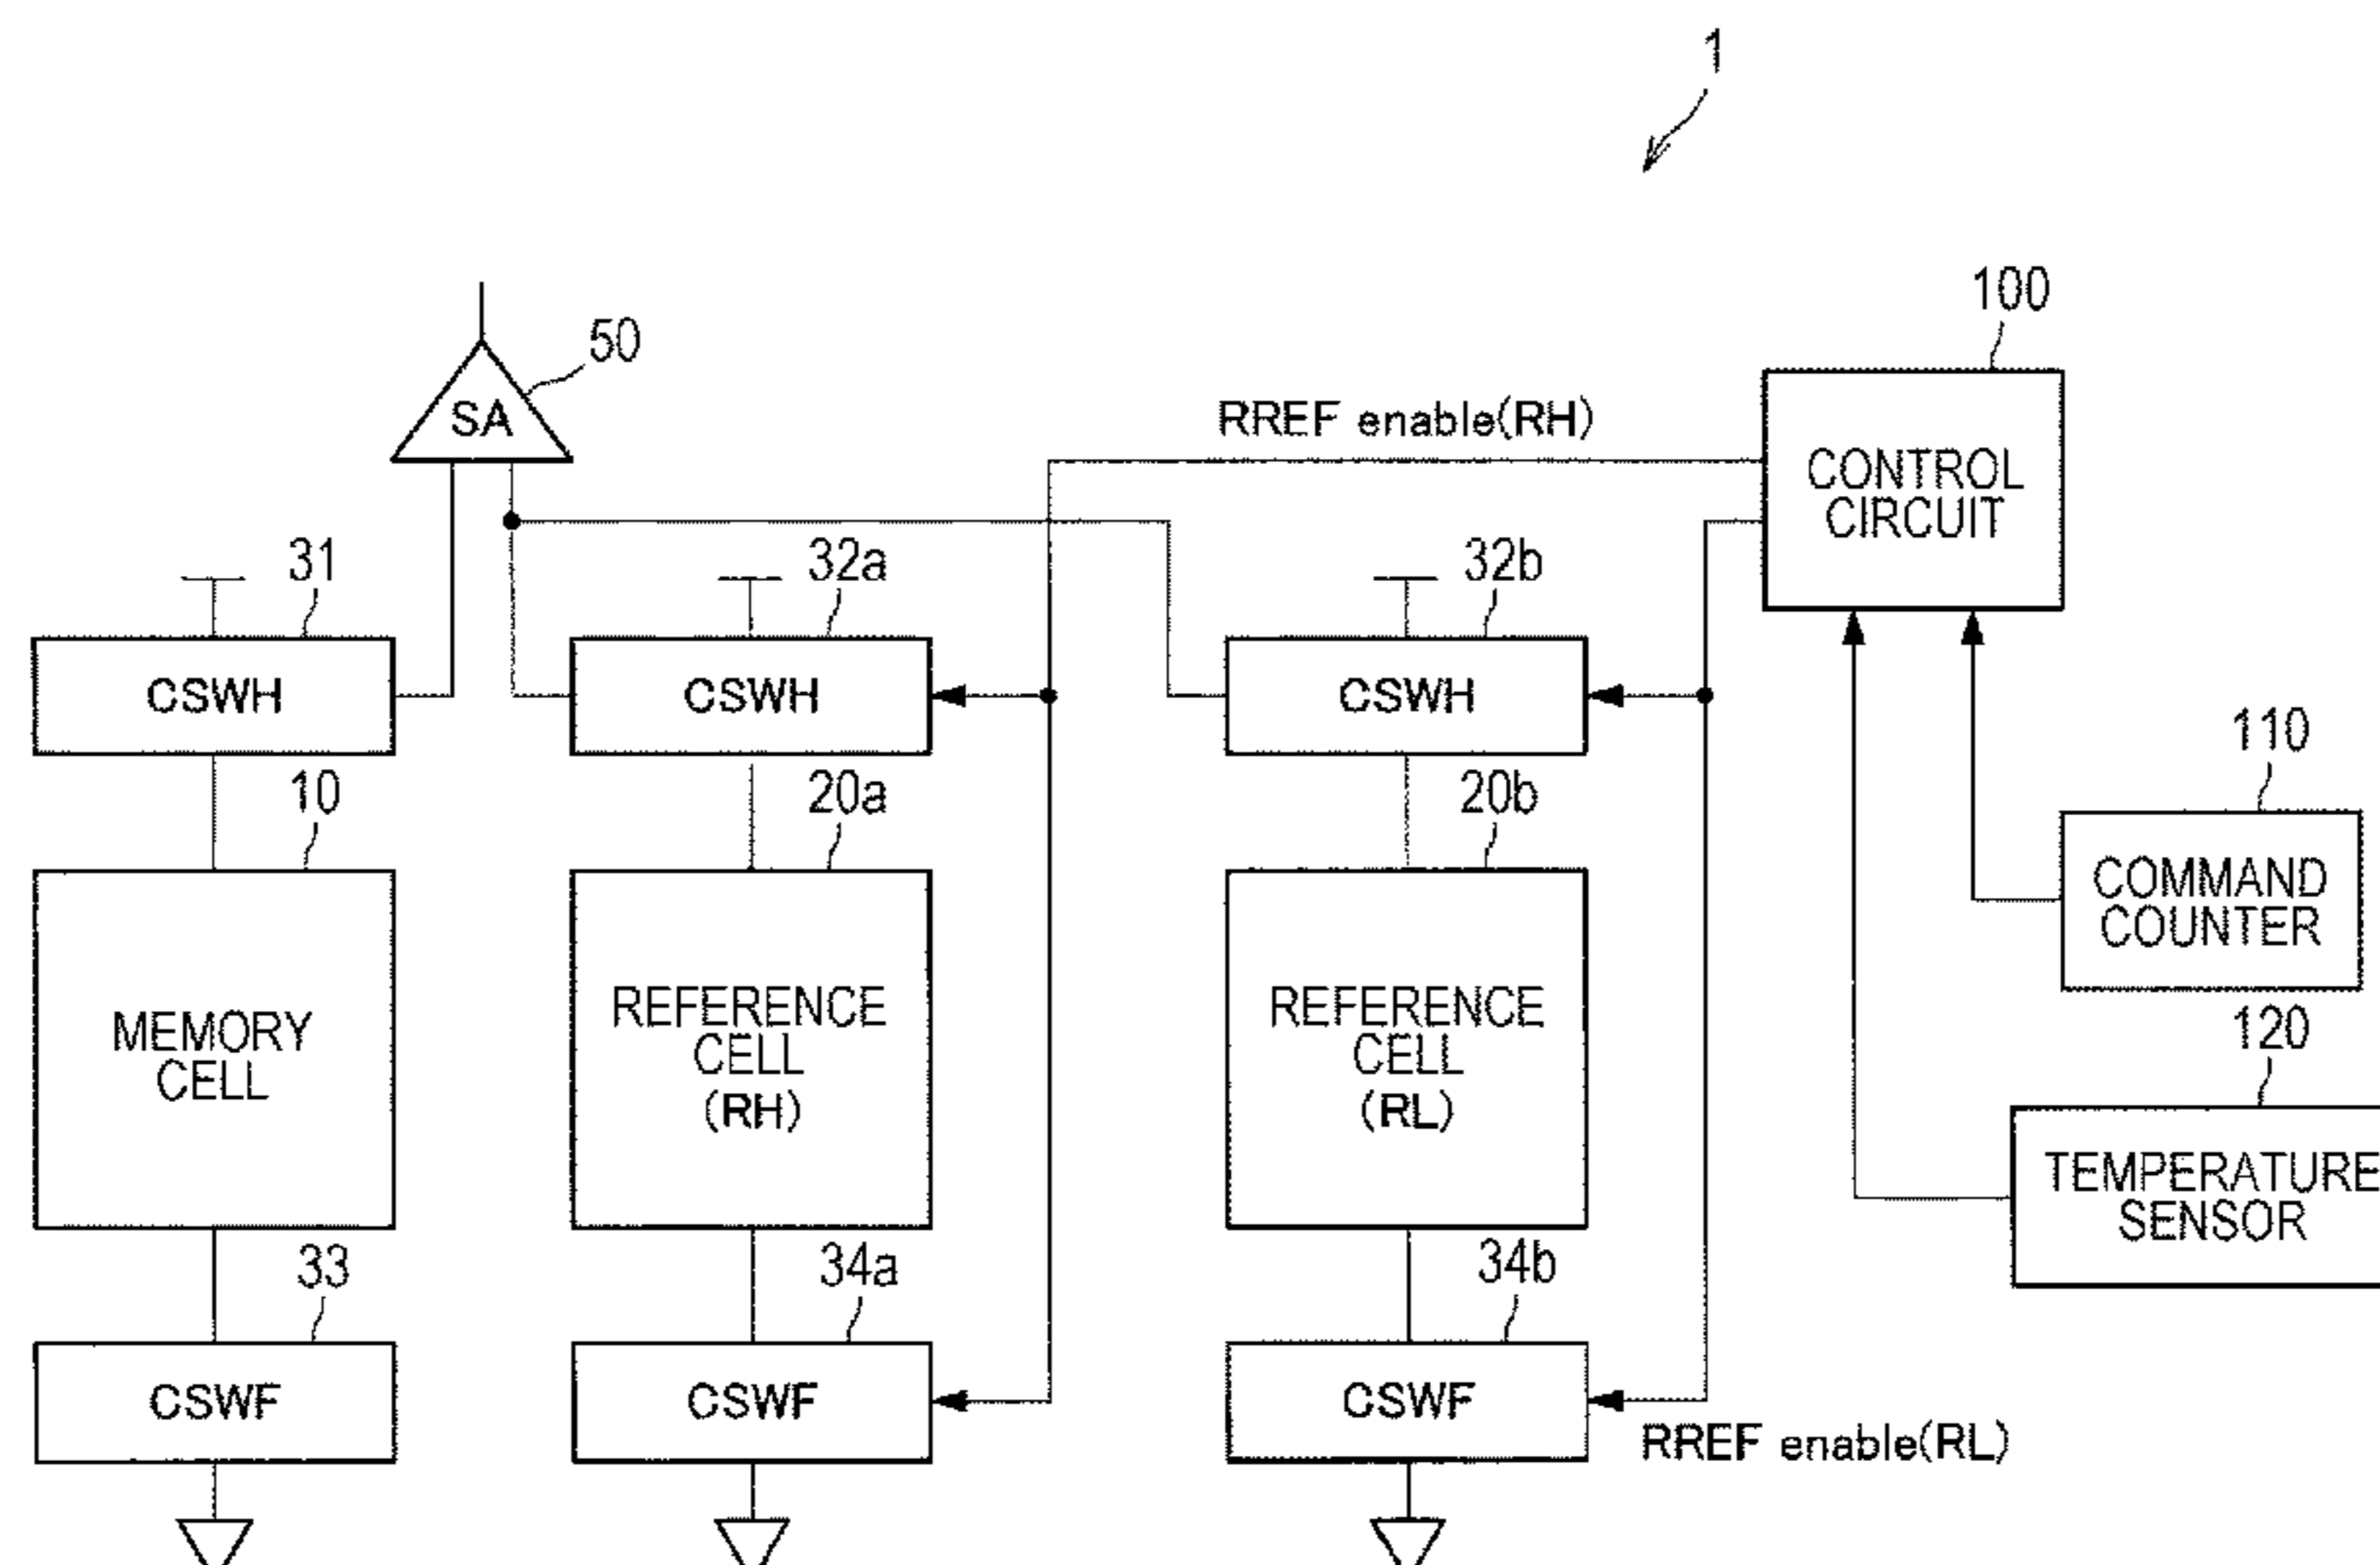 1
100
50
SA
RREF enable(RH)
CONTROL
CIRCUIT
31
32a
32b
CSWH
CSWH
CSWH
110
10
20a
20b
COMMAND
COUNTER
MEMORY
CELL
REFERENCE
CELL
(RH)
REFERENCE
CELL
(RL)
120
TEMPERATURE
SENSOR
33
34a
34b
CSWF
CSWF
CSWF
RREF enable(RL)